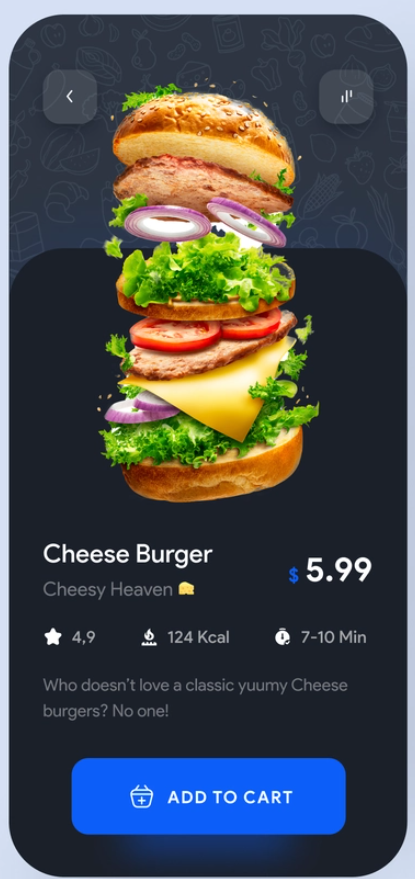 Cheese Burger
$ 5.99
Cheesy Heaven
4,9 124 Kcal 7-10 Min
Who doesn't love a classic yuumy Cheese
burgers? No one!
ADD TO CART